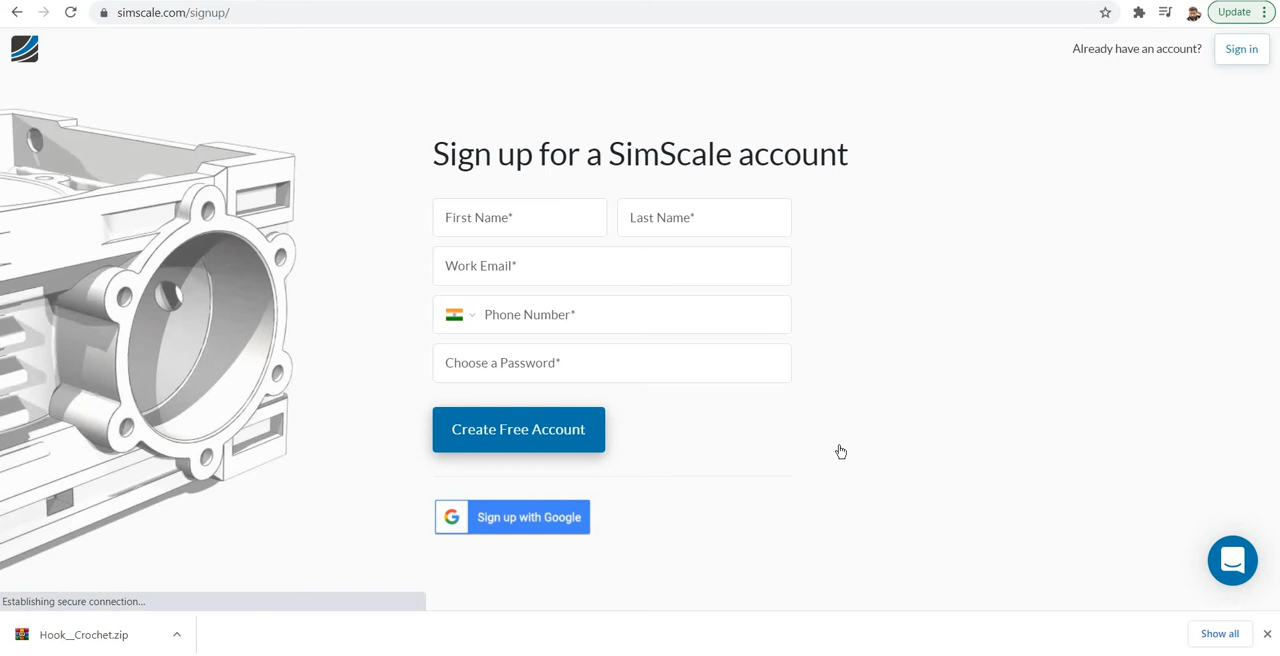 simscale.com/signup/
Update
Already have an account?
Sign in
Sign up for a SimScale account
First Name*
Last Name*
Work Email*
Phone Number*
Choose a Password*
Create Free Account
G Sign up with Google
Establishing secure connection...
Hook__Crochet.zip
Show all